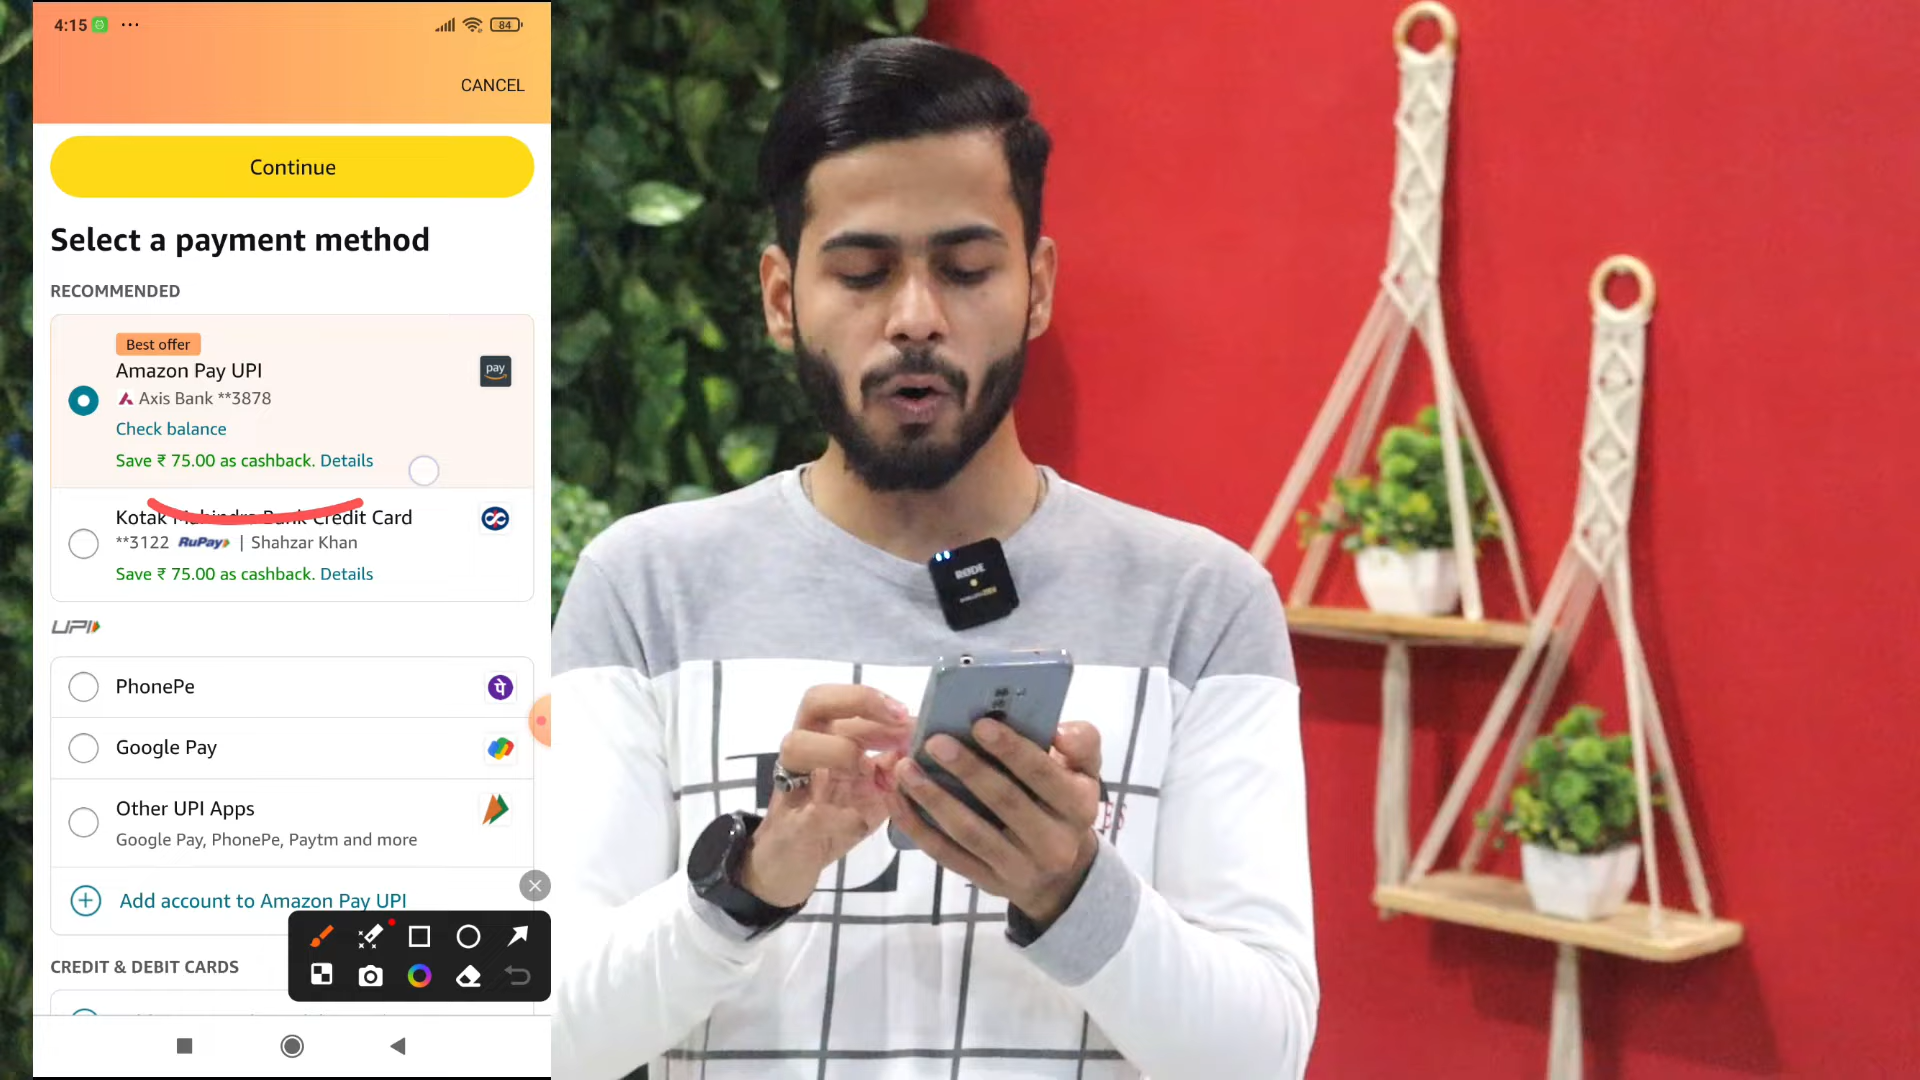 4:15
84
CANCEL
Continue
Select a payment method
RECOMMENDED
Best offer
Amazon Pay UPI
pay
Axis Bank **3878
Check balance
Save ₹ 75.00 as cashback. Details
Kotak Mahindra Bank Credit Card
**3122 RuPay | Shahzar Khan
Save ₹ 75.00 as cashback. Details
UPI
PhonePe
पे
Google Pay
Other UPI Apps
Google Pay, PhonePe, Paytm and more
Add account to Amazon Pay UPI
CREDIT & DEBIT CARDS
RØDE